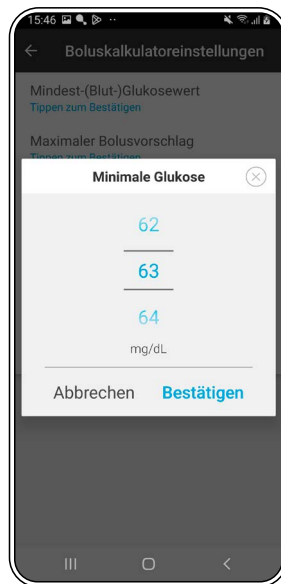 15:46
Boluskalkulatoreinstellungen
Mindest-(Blut-)Glukosewert
Tippen zum Bestätigen
Maximaler Bolusvorschlag
Tippen zum Bestätigen
Minimale Glukose
62
63
64
mg/dL
Abbrechen Bestätigen